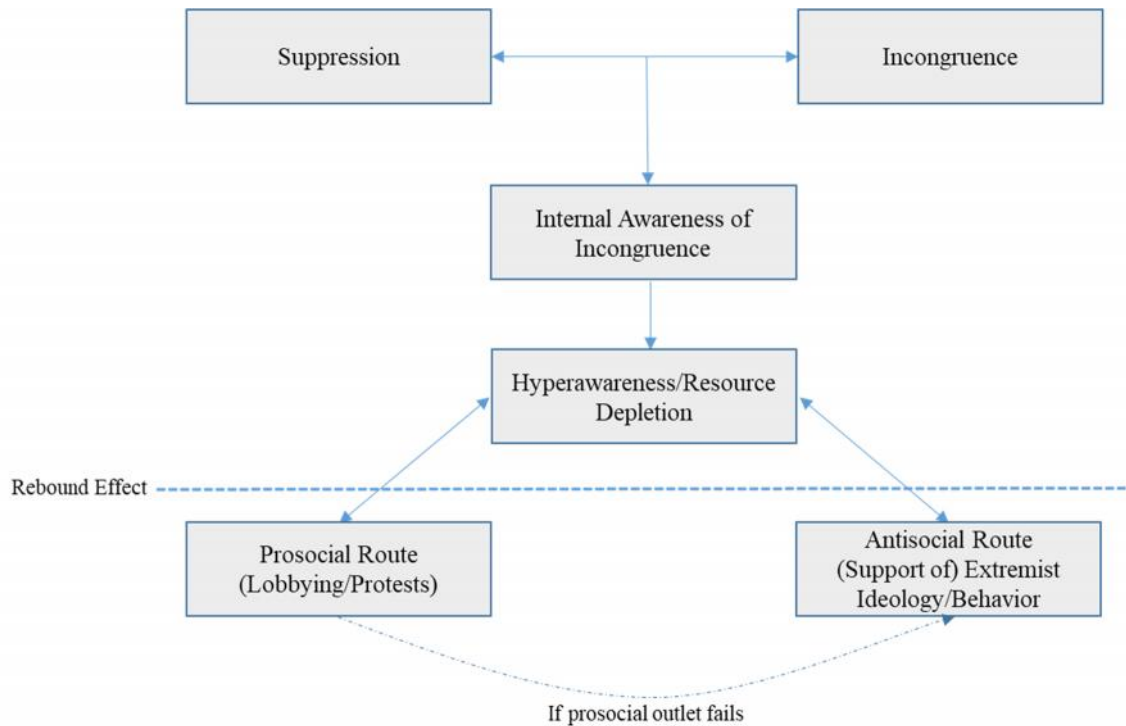 Suppression
Incongruence
Internal Awareness of
Incongruence
Hyperawareness/Resource
Depletion
Rebound Effect
Prosocial Route
(Lobbying/Protests)
Antisocial Route
(Support of) Extremist
Ideology/Behavior
If prosocial outlet fails